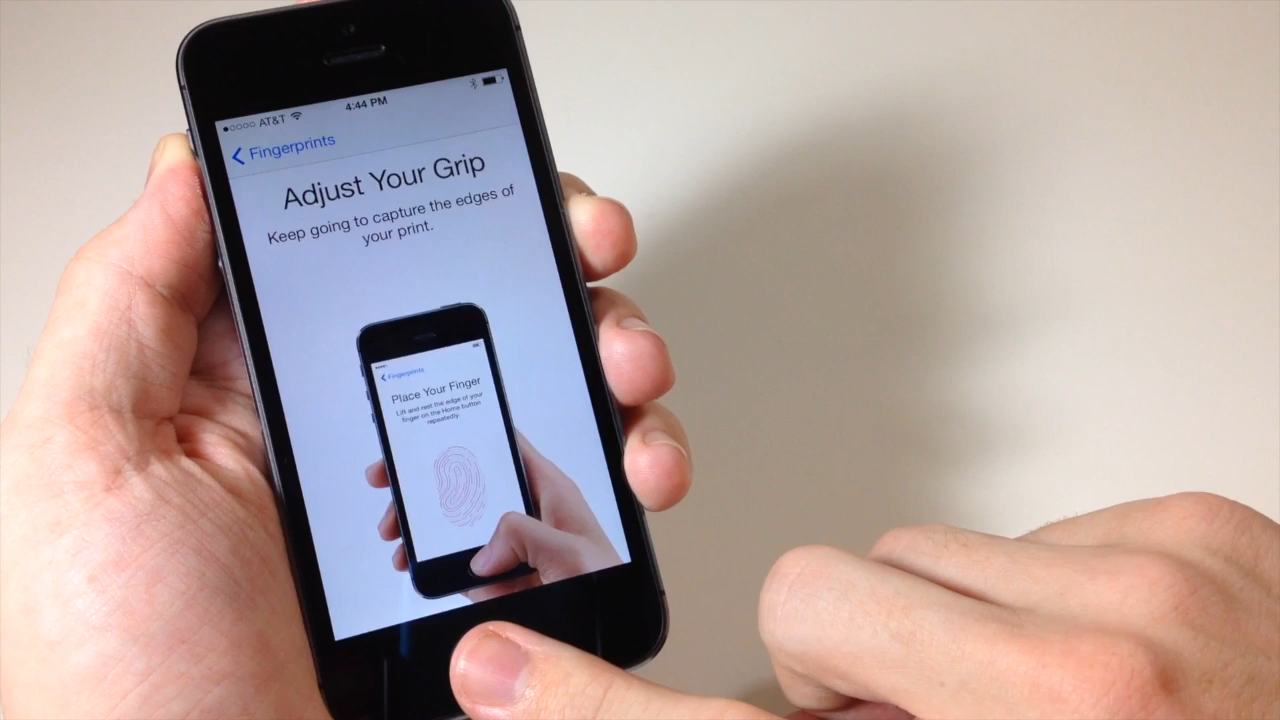 AT&T 4:44 PM
Fingerprints
Adjust Your Grip
Keep going to capture the edges of
your print.
Fingerprints
Place Your Finger
Lift and rest the edge of your
finger on the Home button
repeatedly.